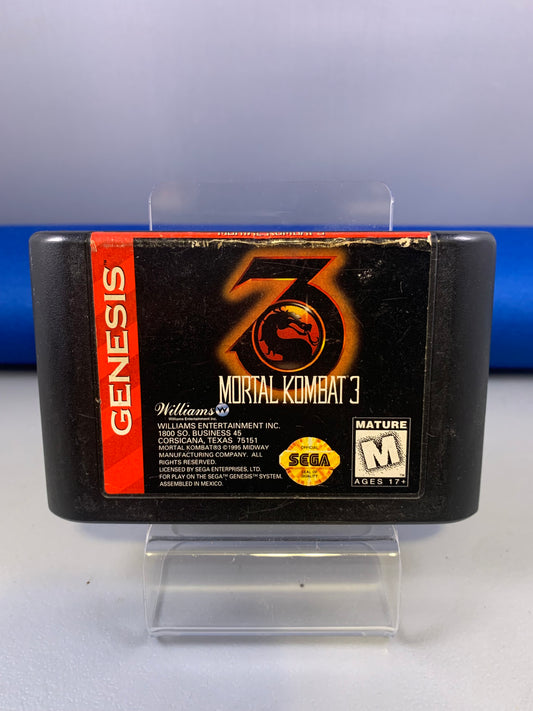 GENESIS
3
MORTAL KOMBAT 3
Williams W
Williams Entertainment Inc.
WILLIAMS ENTERTAINMENT INC.
1800 SO. BUSINESS 45
CORSICANA, TEXAS 75151
MORTAL KOMBAT® ©1995 MIDWAY
MANUFACTURING COMPANY. ALL
RIGHTS RESERVED.
LICENSED BY SEGA ENTERPRISES, LTD.
FOR PLAY ON THE SEGA™ GENESIS™ SYSTEM.
ASSEMBLED IN MEXICO.
OFFICIAL
SEGA
SEAL OF
QUALITY
MATURE
M
AGES 17+